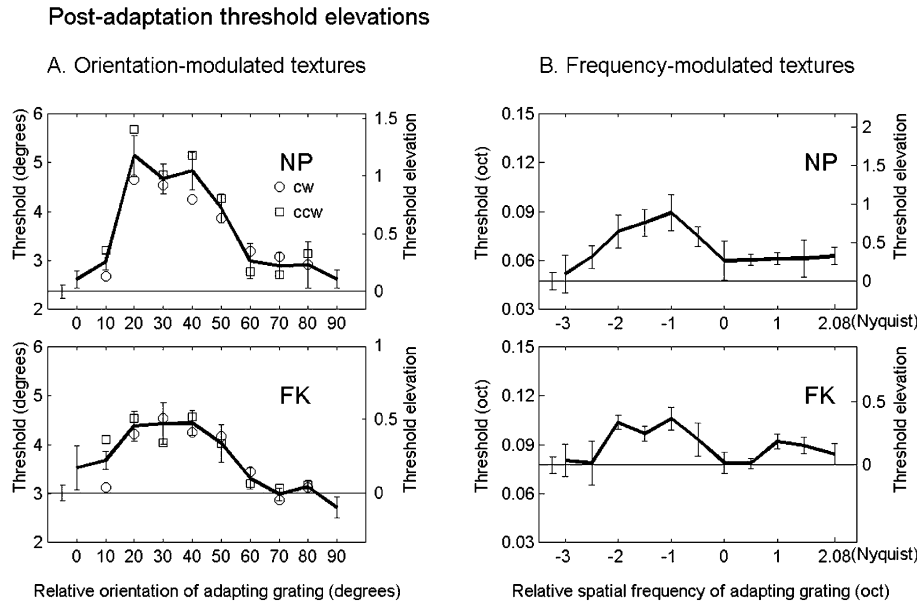 Post-adaptation threshold elevations
A. Orientation-modulated textures
B. Frequency-modulated textures
Threshold (degrees)
6
5
4
3
2
NP
cw
ccw
1.5
1
0.5
0
Threshold elevation
0 10 20 30 40 50 60 70 80 90
Threshold (oct)
0.15
0.12
0.09
0.06
0.03
NP
2
1.5
1
0.5
0
Threshold elevation
-3 -2 -1 0 1 2.08(Nyquist)
Threshold (degrees)
6
5
4
3
2
FK
1
0.5
0
Threshold elevation
0 10 20 30 40 50 60 70 80 90
Relative orientation of adapting grating (degrees)
Threshold (oct)
0.15
0.12
0.09
0.06
0.03
FK
0.5
0
Threshold elevation
-3 -2 -1 0 1 2.08(Nyquist)
Relative spatial frequency of adapting grating (oct)